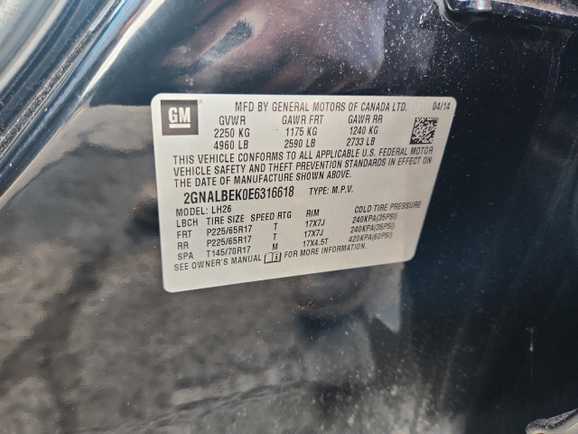 GM
MFD BY GENERAL MOTORS OF CANADA LTD. 04/14
GVWR GAWR FRT GAWR RR
2250 KG 1175 KG 1240 KG
4960 LB 2590 LB 2733 LB
THIS VEHICLE CONFORMS TO ALL APPLICABLE U.S. FEDERAL MOTOR
VEHICLE SAFETY AND THEFT PREVENTION STANDARDS IN EFFECT ON
THE DATE OF MANUFACTURE SHOWN ABOVE.
2GNALBEK0E6316618 TYPE: M.P.V.
MODEL: LH26
LBCH TIRE SIZE SPEED RTG RIM COLD TIRE PRESSURE
FRT P225/65R17 T 17X7J 240KPA(35PSI)
RR P225/65R17 T 17X7J 240KPA(35PSI)
SPA T145/70R17 M 17X4.5T 420KPA(60PSI)
SEE OWNER'S MANUAL FOR MORE INFORMATION.